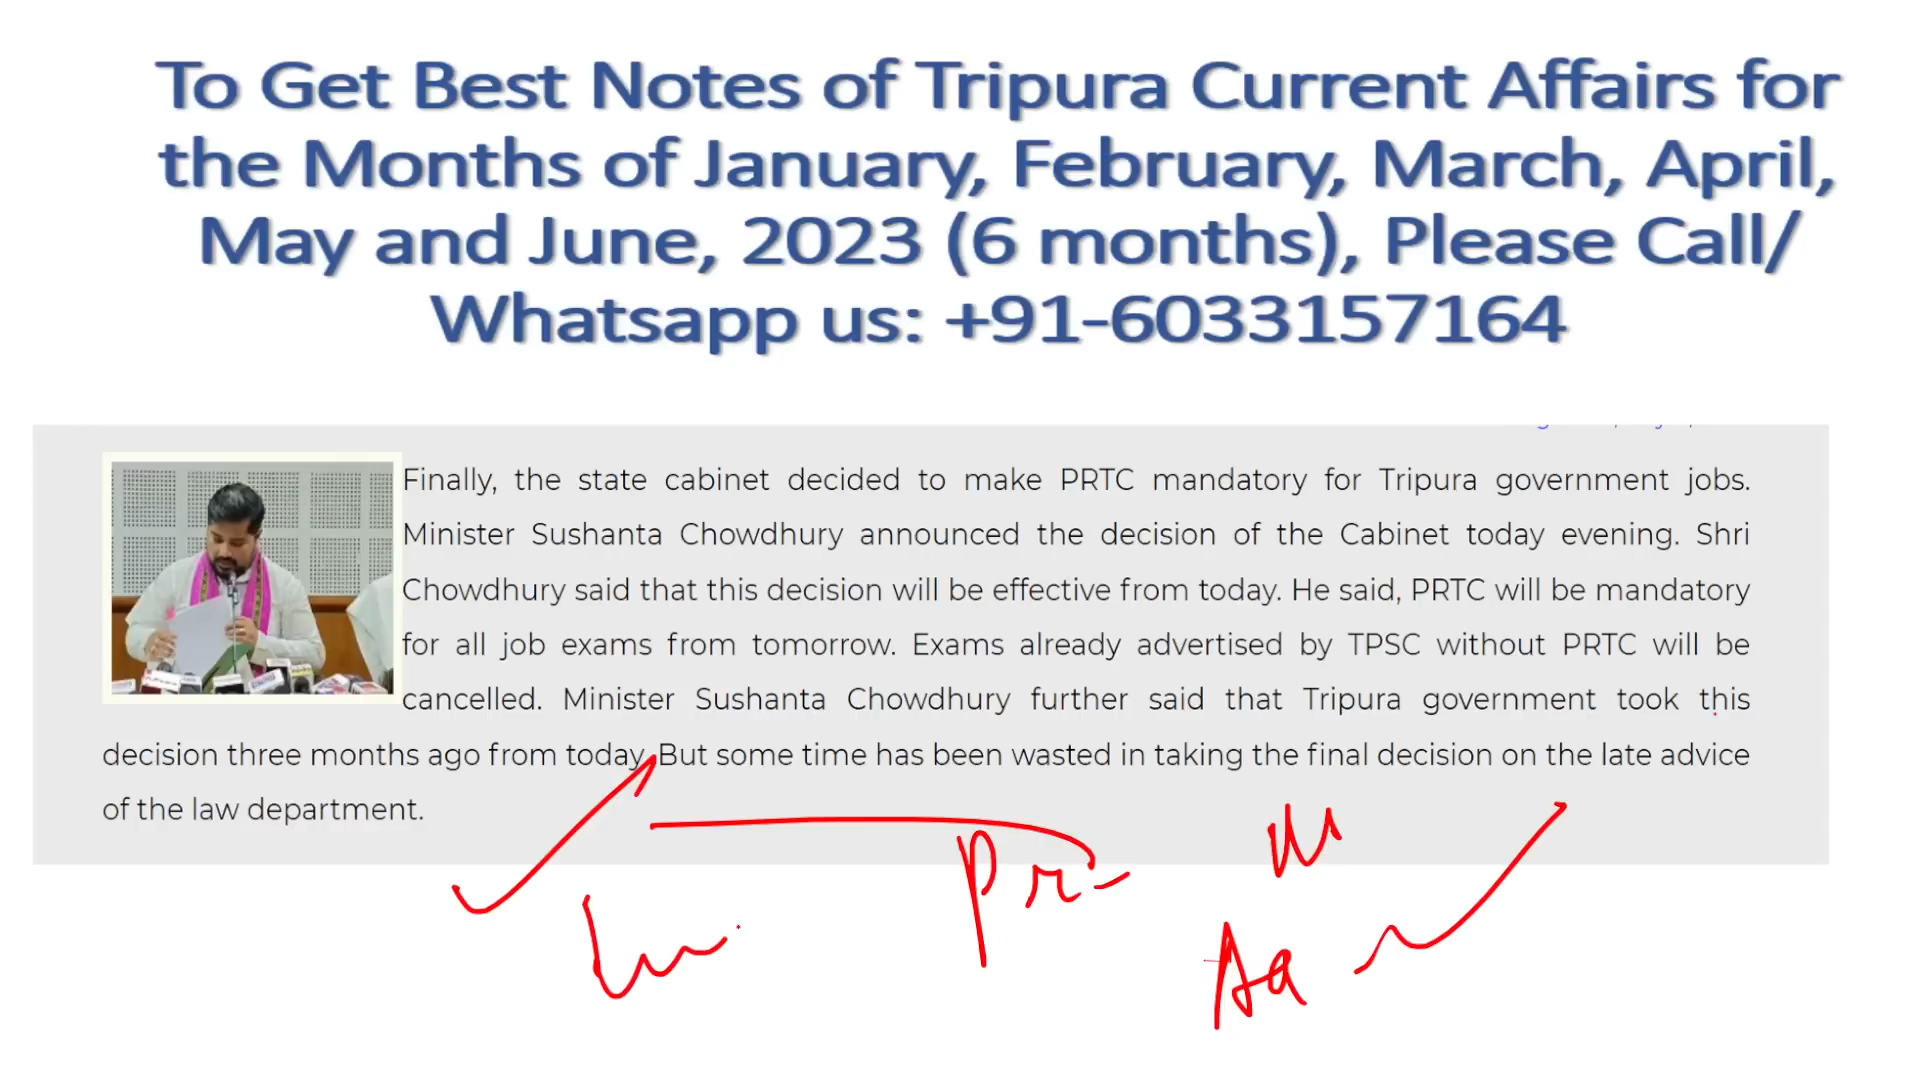 To Get Best Notes of Tripura Current Affairs for
the Months of January, February, March, April,
May and June, 2023 (6 months), Please Call/
Whatsapp us: +91-6033157164
Finally, the state cabinet decided to make PRTC mandatory for Tripura government jobs.
Minister Sushanta Chowdhury announced the decision of the Cabinet today evening. Shri
Chowdhury said that this decision will be effective from today. He said, PRTC will be mandatory
for all job exams from tomorrow. Exams already advertised by TPSC without PRTC will be
cancelled. Minister Sushanta Chowdhury further said that Tripura government took this
decision three months ago from today. But some time has been wasted in taking the final decision on the late advice
of the law department.